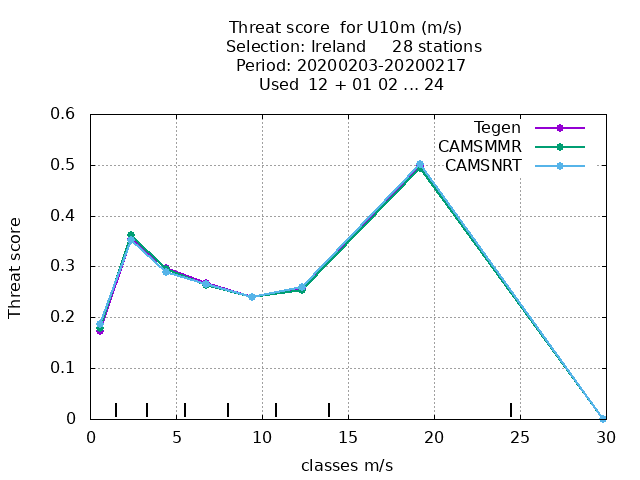 Threat score  for U10m (m/s)
Selection: Ireland     28 stations
Period: 20200203-20200217
Used  12 + 01 02 ... 24
Tegen
CAMSMMR
CAMSNRT
Threat score
0.6
0.5
0.4
0.3
0.2
0.1
0
0 5 10 15 20 25 30
classes m/s